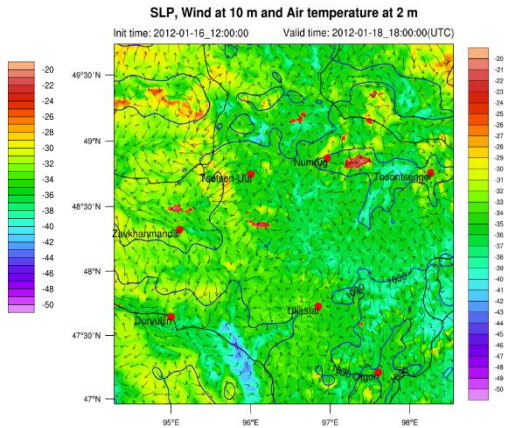 SLP, Wind at 10 m and Air temperature at 2 m
Init time: 2012-01-16_12:00:00 Valid time: 2012-01-18_18:00:00(UTC)
49°30'N
49°N
48°30'N
48°N
47°30'N
47°N
95°E
96°E
97°E
98°E
-20
-22
-24
-26
-28
-30
-32
-34
-36
-38
-40
-42
-44
-46
-48
-50
-20
-21
-22
-23
-24
-25
-26
-27
-28
-29
-30
-31
-32
-33
-34
-35
-36
-37
-38
-39
-40
-41
-42
-43
-44
-45
-46
-47
-48
-49
-50
Numrug
Tsetsen-Uul
Tosontsengel
Zavkhanmandal
1030
1030
Uliastai
Durvuljin
1030
Otgon
1030